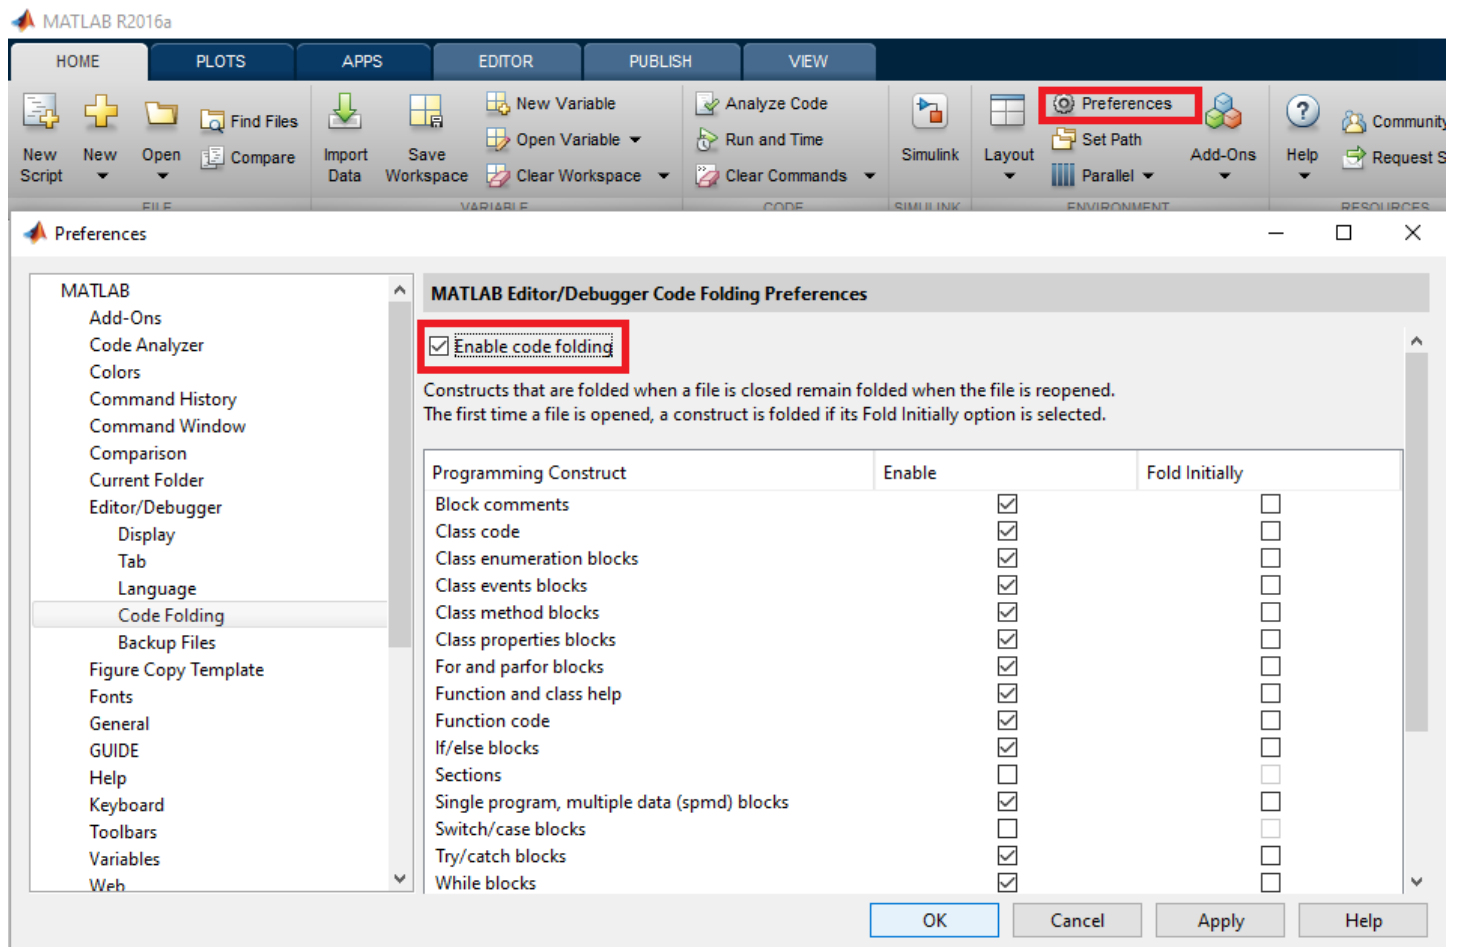 MATLAB R2016a
HOME PLOTS APPS EDITOR PUBLISH VIEW
New Script
New
Open
Find Files
Compare
Import Data
Save Workspace
New Variable
Open Variable
Clear Workspace
Analyze Code
Run and Time
Clear Commands
Simulink
Layout
Preferences
Set Path
Parallel
Add-Ons
Help
Community
Request S
FILE VARIABLE CODE SIMULINK ENVIRONMENT RESOURCES
Preferences
MATLAB
Add-Ons
Code Analyzer
Colors
Command History
Command Window
Comparison
Current Folder
Editor/Debugger
Display
Tab
Language
Code Folding
Backup Files
Figure Copy Template
Fonts
General
GUIDE
Help
Keyboard
Toolbars
Variables
Web
MATLAB Editor/Debugger Code Folding Preferences
Enable code folding
Constructs that are folded when a file is closed remain folded when the file is reopened.
The first time a file is opened, a construct is folded if its Fold Initially option is selected.
Programming Construct Enable Fold Initially
Block comments
Class code
Class enumeration blocks
Class events blocks
Class method blocks
Class properties blocks
For and parfor blocks
Function and class help
Function code
If/else blocks
Sections
Single program, multiple data (spmd) blocks
Switch/case blocks
Try/catch blocks
While blocks
OK Cancel Apply Help